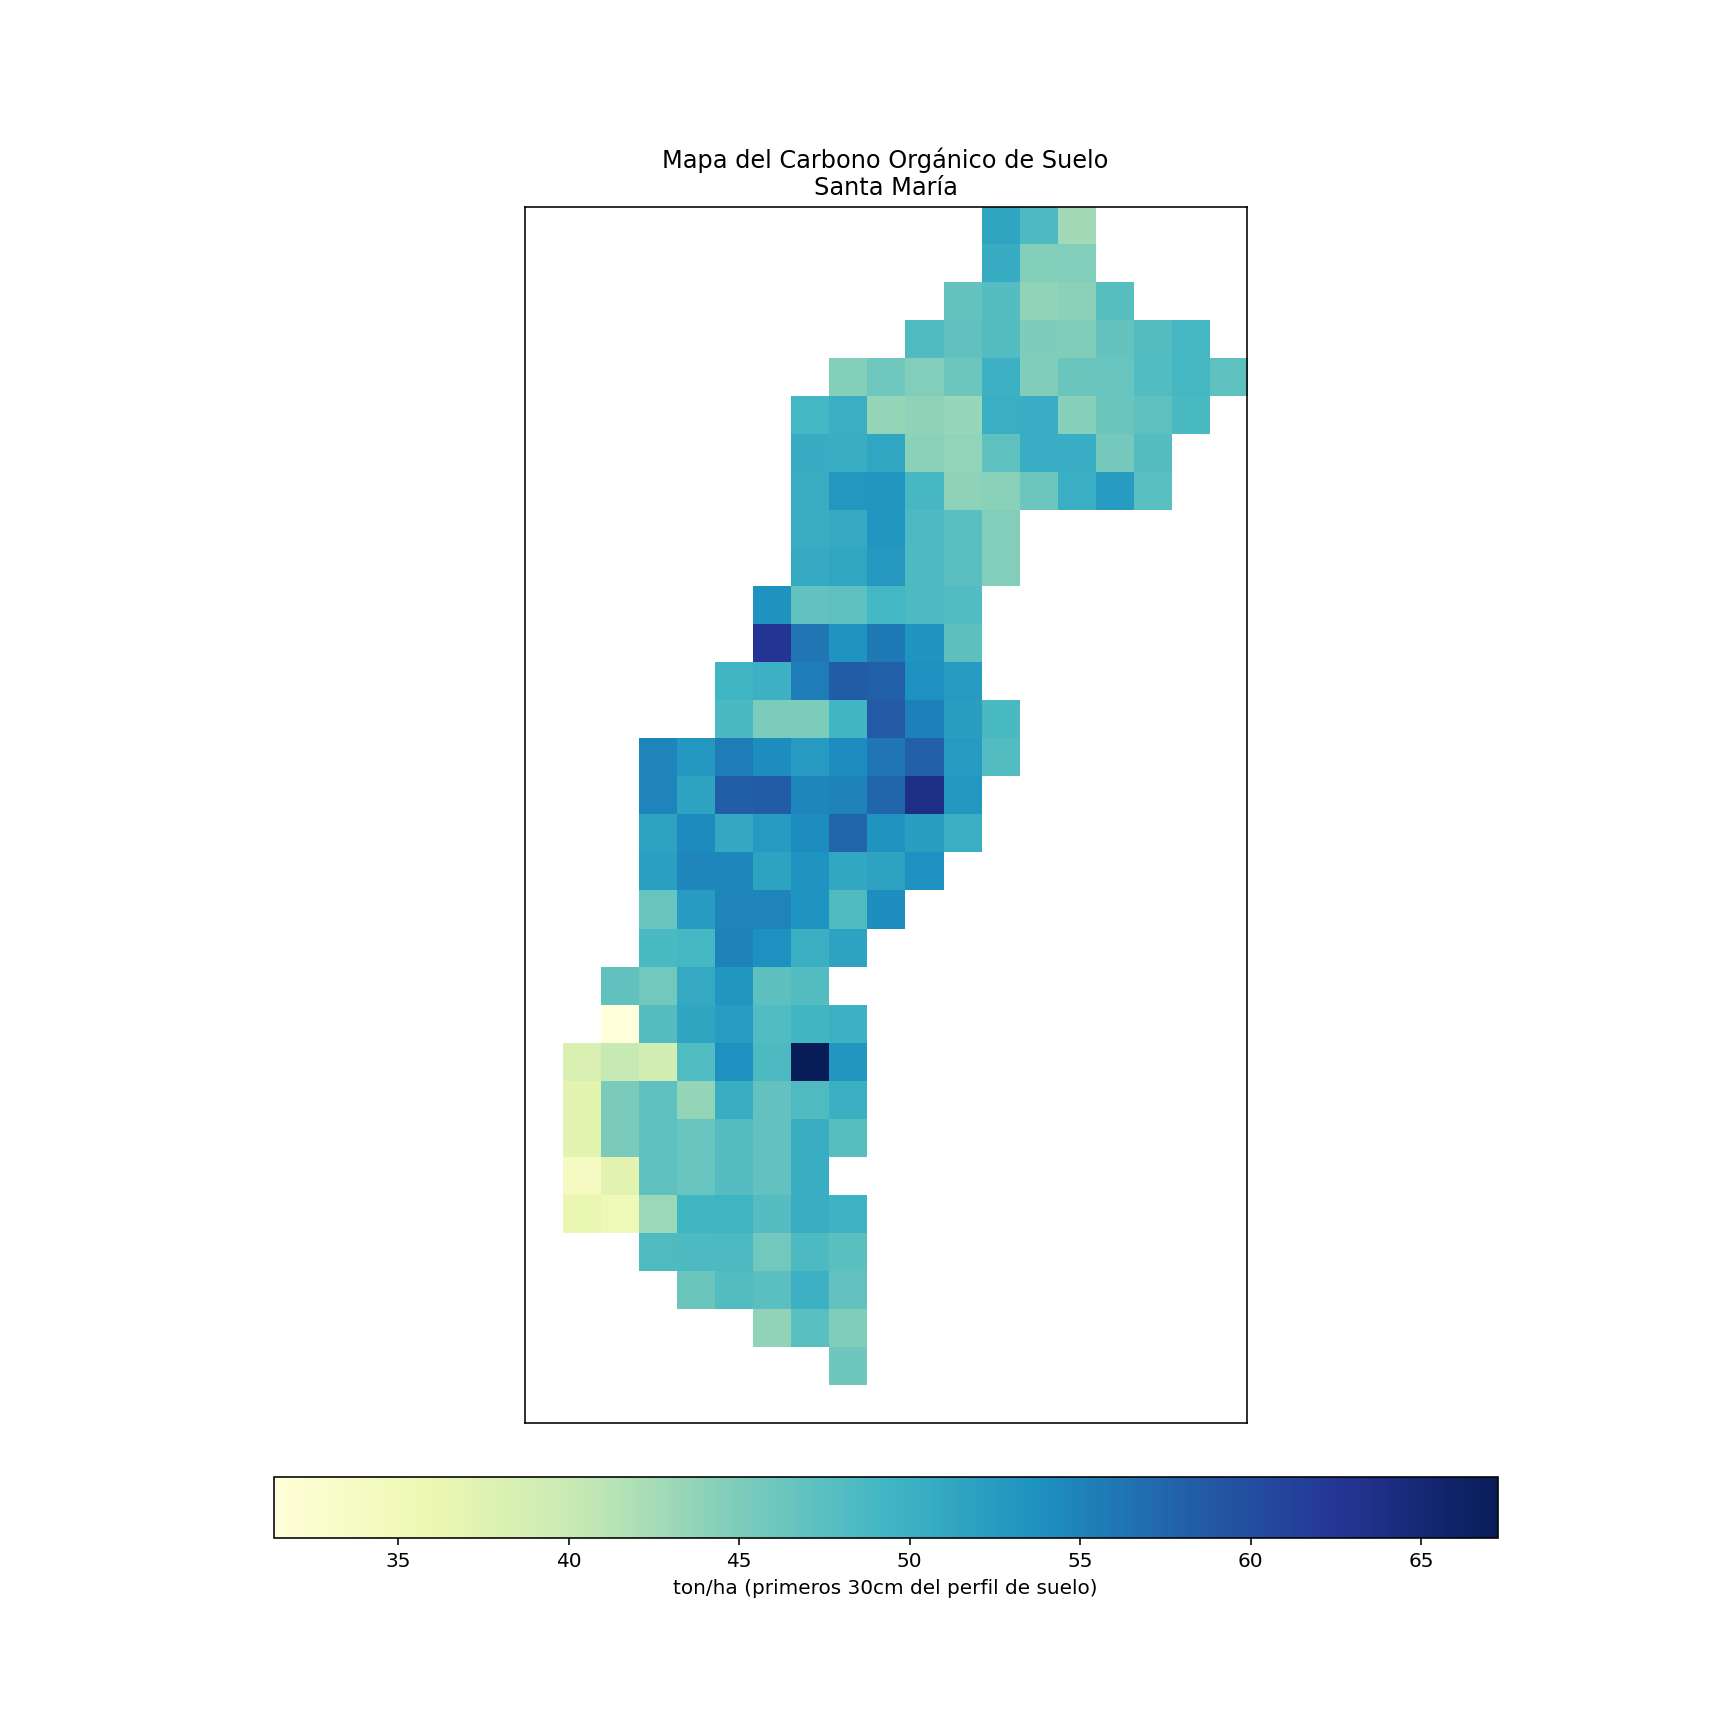 Mapa del Carbono Orgánico de Suelo
Santa María
35 40 45 50 55 60 65
ton/ha (primeros 30cm del perfil de suelo)